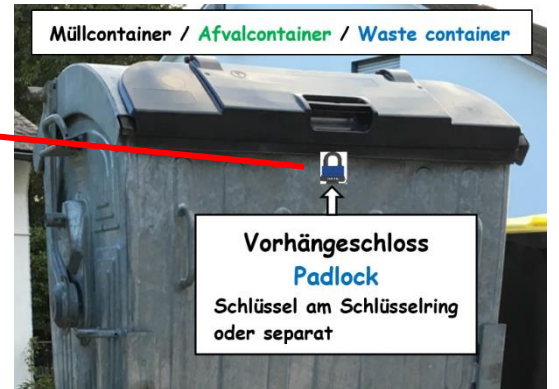 Müllcontainer / Afvalcontainer / Waste container
Vorhängeschloss
Padlock
Schlüssel am Schlüsselring
oder separat